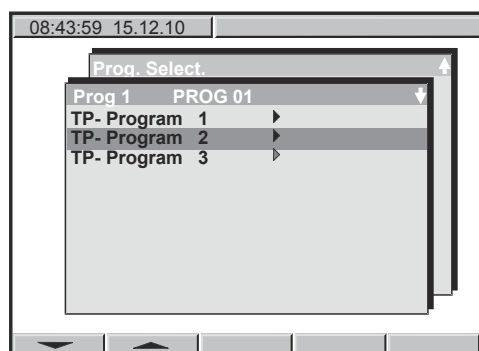 08:43:59 15.12.10
Prog. Select.
Prog 1 PROG 01
TP- Program 1
TP- Program 2
TP- Program 3